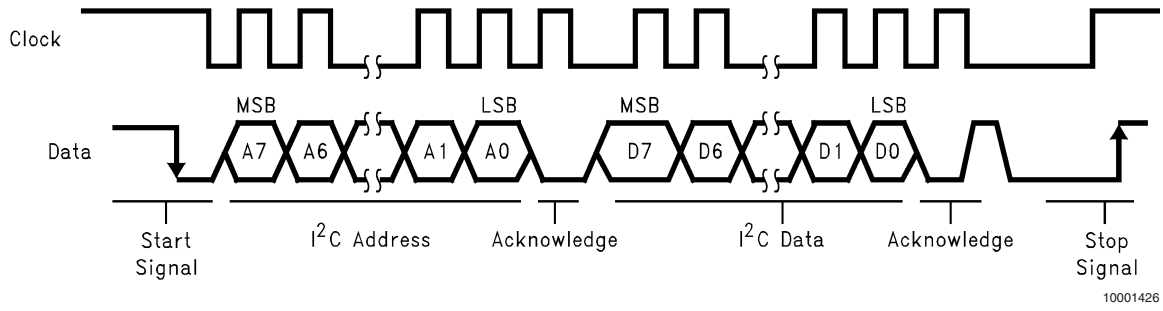 Clock
MSB LSB MSB LSB
Data A7 A6 A1 A0 D7 D6 D1 D0
Start Signal
I²C Address
Acknowledge
I²C Data
Acknowledge
Stop Signal
10001426